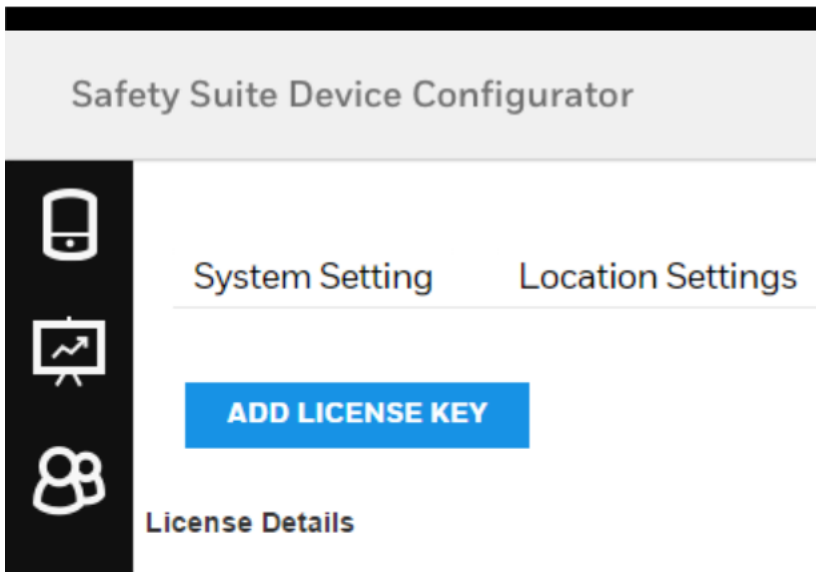 Safety Suite Device Configurator
System Setting Location Settings
ADD LICENSE KEY
License Details